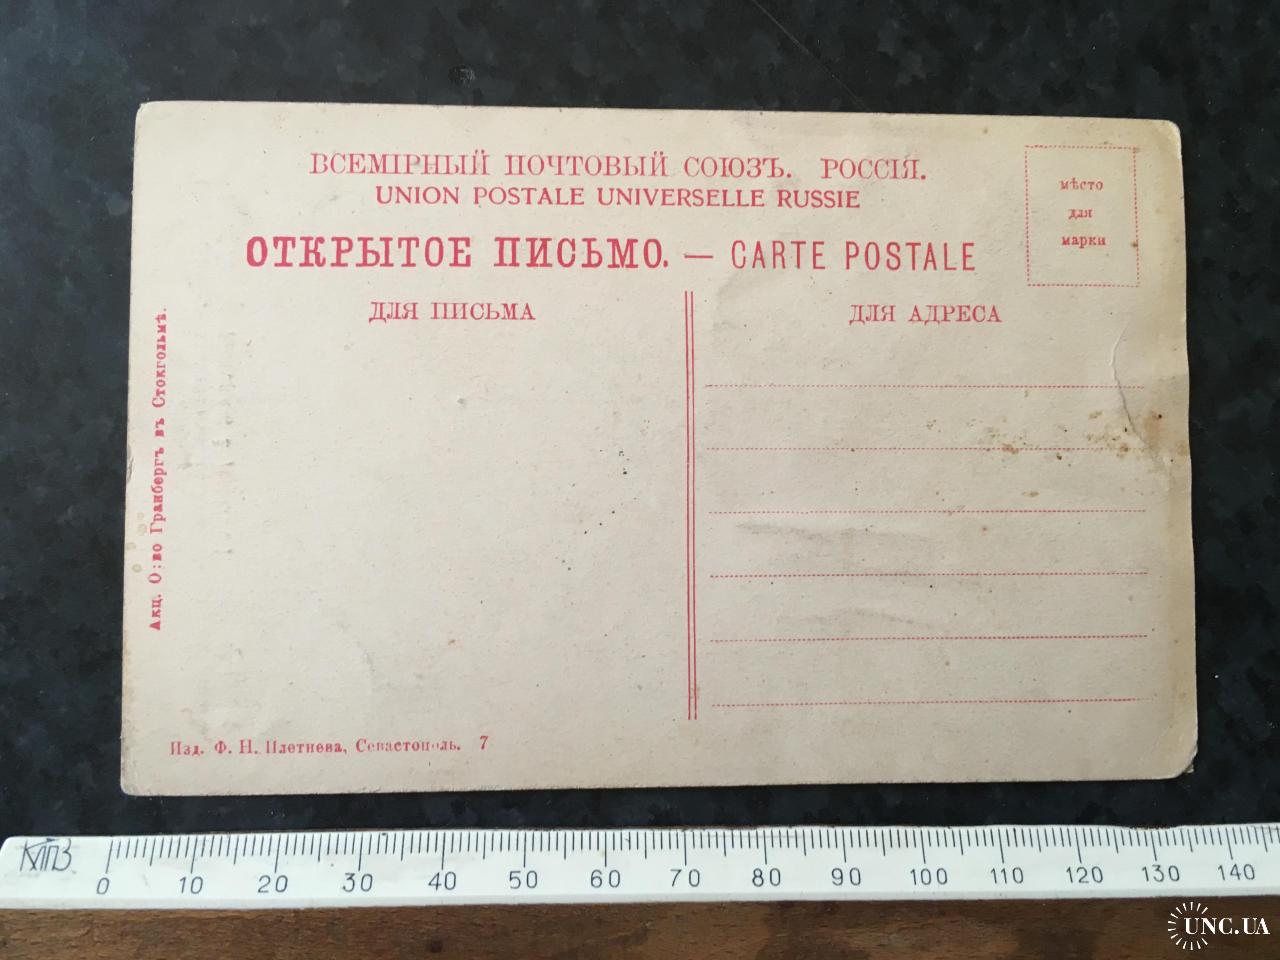 ВСЕМІРНЫЙ ПОЧТОВЫЙ СОЮЗЪ. РОССІЯ.
UNION POSTALE UNIVERSELLE RUSSIE
ОТКРЫТОЕ ПИСЬМО. — CARTE POSTALE
мѣсто
для
марки
ДЛЯ ПИСЬМА
ДЛЯ АДРЕСА
Акц. О:во Гранбергъ въ Стокгольмѣ.
Изд. Ф. Н. Плетнева, Севастополь. 7
КПВ
0 10 20 30 40 50 60 70 80 90 100 110 120 130 140
UNC.UA